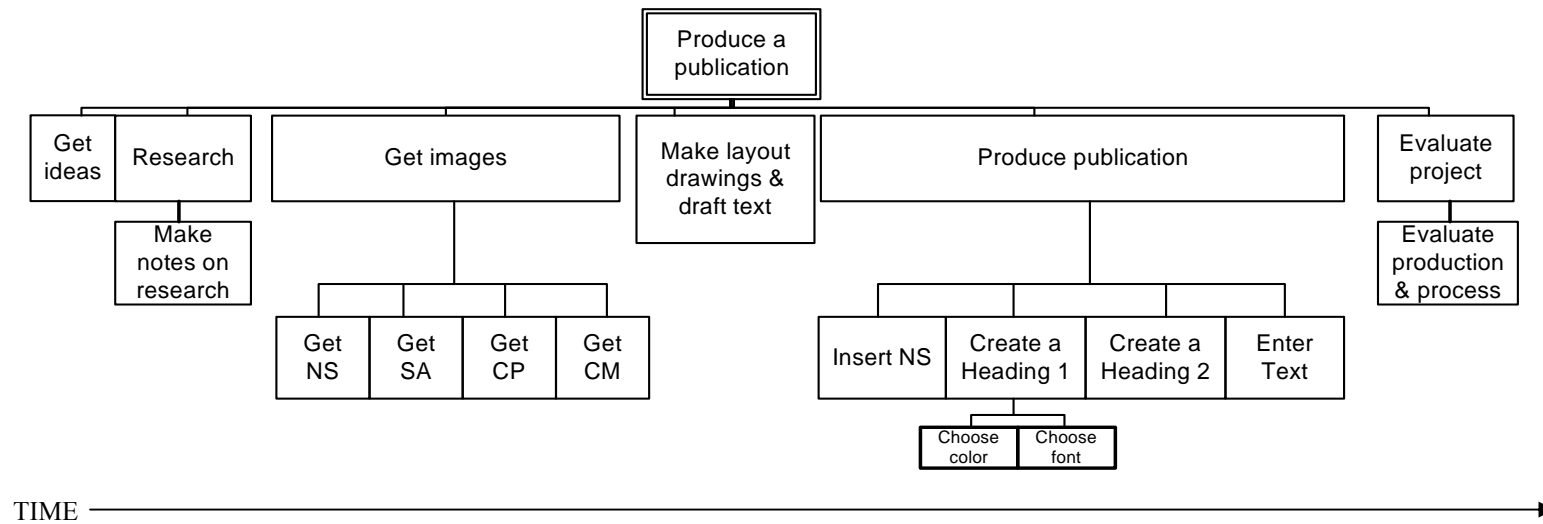 Produce a
publication
Get
ideas
Research
Get images
Make layout
drawings &
draft text
Produce publication
Evaluate
project
Make
notes on
research
Evaluate
production
& process
Get
NS
Get
SA
Get
CP
Get
CM
Insert NS
Create a
Heading 1
Create a
Heading 2
Enter
Text
Choose
color
Choose
font
TIME